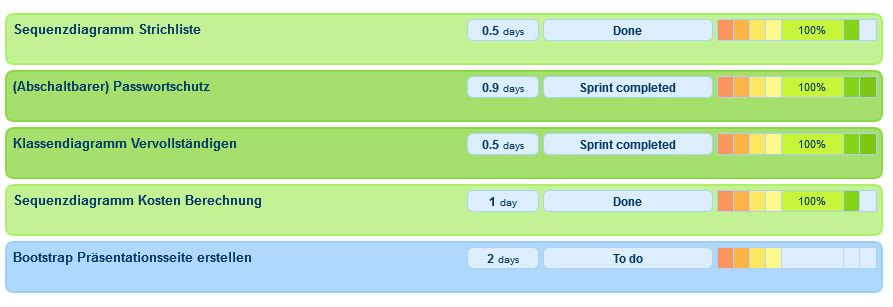 Sequenzdiagramm Strichliste 0.5 days Done 100%
(Abschaltbarer) Passwortschutz 0.9 days Sprint completed 100%
Klassendiagramm Vervollständigen 0.5 days Sprint completed 100%
Sequenzdiagramm Kosten Berechnung 1 day Done 100%
Bootstrap Präsentationsseite erstellen 2 days To do